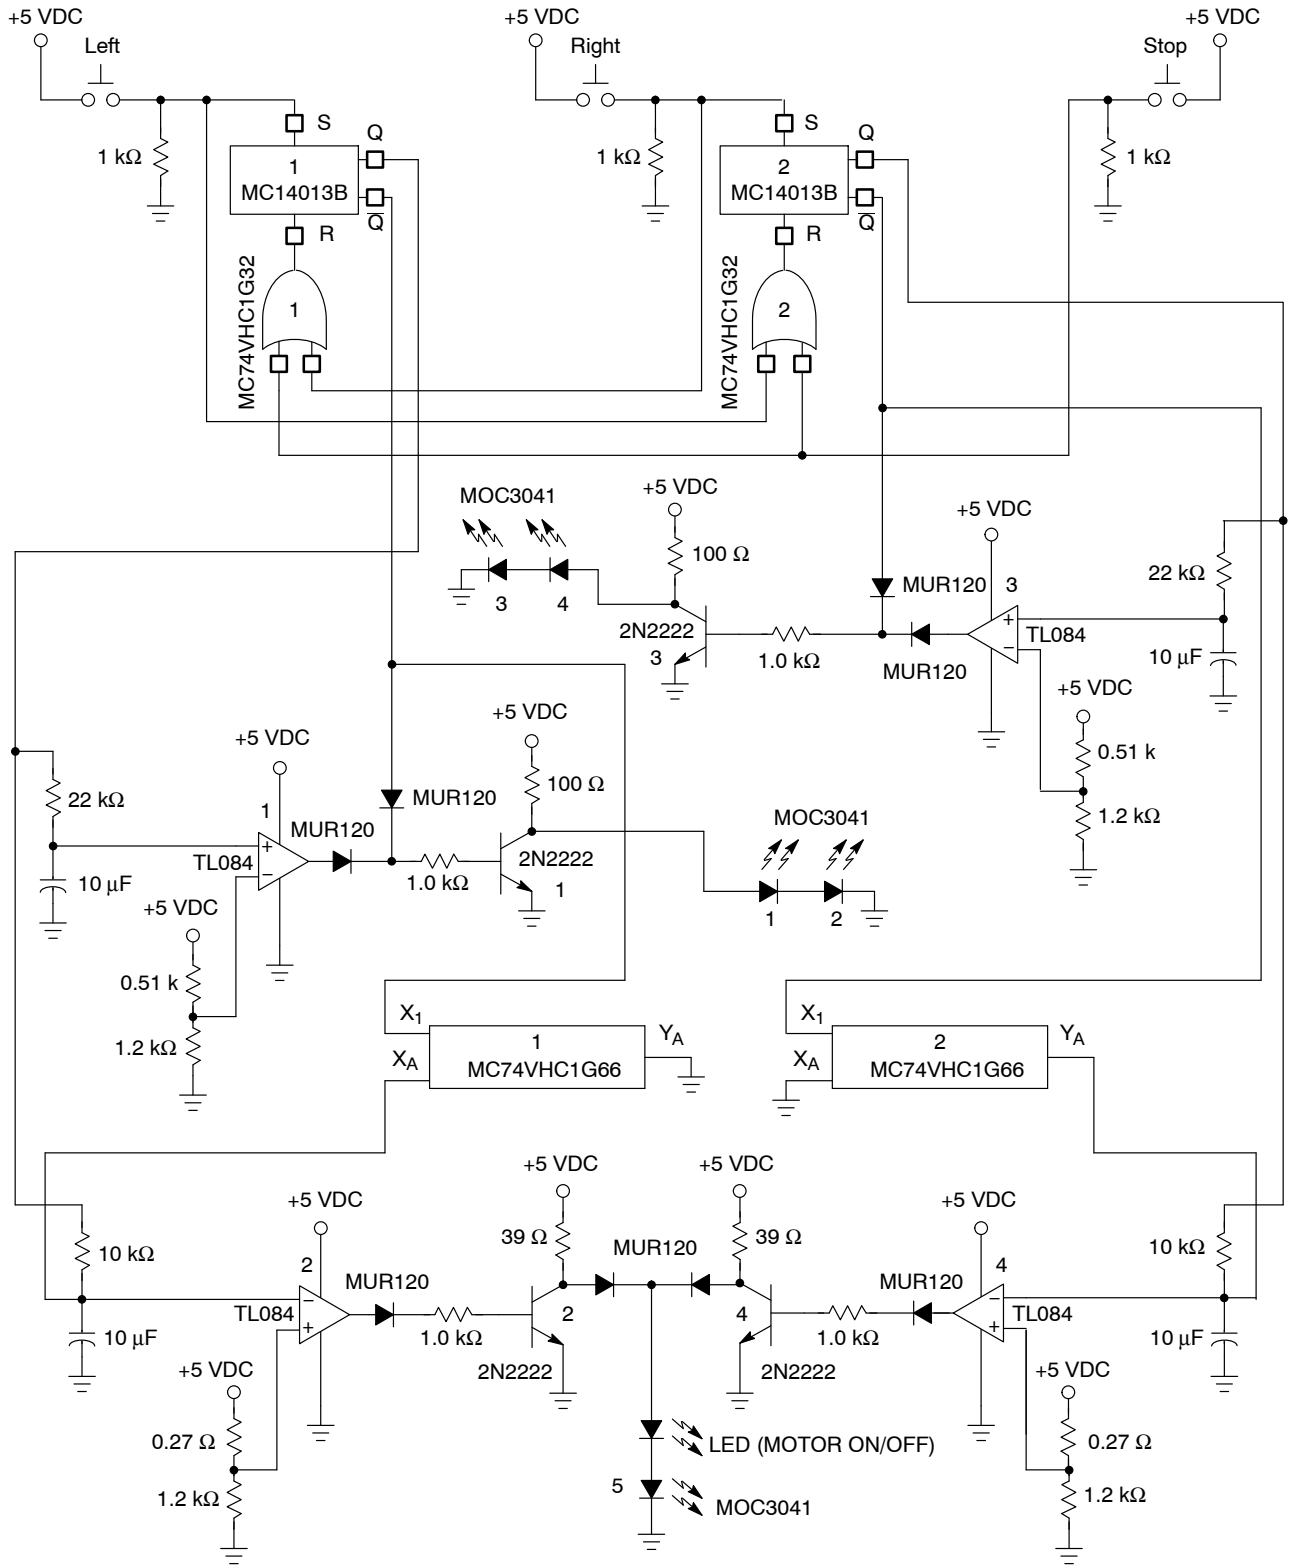 +5 VDC
+5 VDC
+5 VDC
Left
Right
Stop
S
Q
S
Q
1 kΩ
1
MC14013B
1 kΩ
2
MC14013B
1 kΩ
Q
Q
R
R
MC74VHC1G32
1
MC74VHC1G32
2
MOC3041
+5 VDC
+5 VDC
100 Ω
3
4
MUR120
3
22 kΩ
2N2222
3
1.0 kΩ
MUR120
TL084
+
−
10 µF
+5 VDC
0.51 k
1.2 kΩ
+5 VDC
+5 VDC
100 Ω
22 kΩ
1
MUR120
MUR120
TL084
+
−
1.0 kΩ
2N2222
1
10 µF
MOC3041
1
2
+5 VDC
0.51 k
1.2 kΩ
X1
XA
1
MC74VHC1G66
YA
X1
XA
2
MC74VHC1G66
YA
+5 VDC
+5 VDC
+5 VDC
+5 VDC
39 Ω
MUR120
39 Ω
10 kΩ
2
MUR120
MUR120
4
10 kΩ
TL084
−
+
1.0 kΩ
2
2N2222
4
2N2222
1.0 kΩ
−
+
TL084
10 µF
10 µF
+5 VDC
+5 VDC
0.27 Ω
LED (MOTOR ON/OFF)
0.27 Ω
1.2 kΩ
5
MOC3041
1.2 kΩ